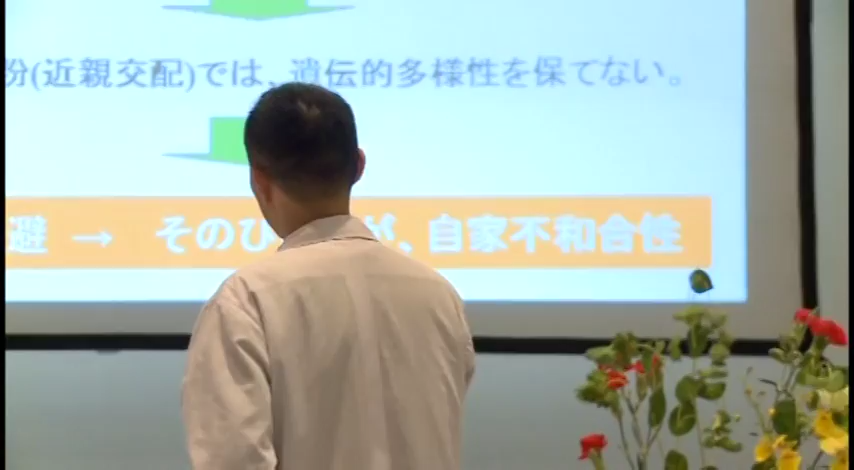 (近親交配)では、遺伝的多様性を保てない。
避 → そのひ が、自家不和合性